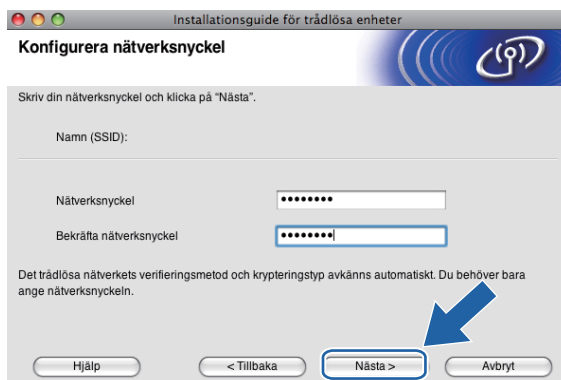 Installationsguide för trådlösa enheter
Konfigurera nätverksnyckel
Skriv din nätverksnyckel och klicka på “Nästa”.
Namn (SSID):
Nätverksnyckel ••••••••
Bekräfta nätverksnyckel ••••••••
Det trådlösa nätverkets verifieringsmetod och krypteringstyp avkänns automatiskt. Du behöver bara
ange nätverksnyckeln.
Hjälp < Tillbaka Nästa > Avbryt